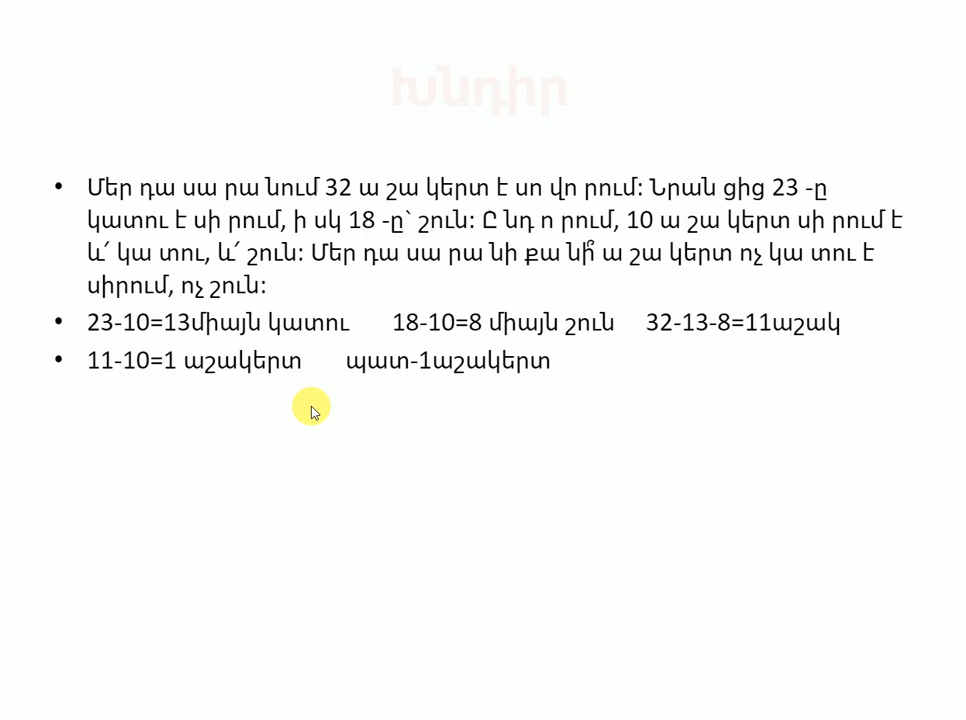 Խնդիր
• Մեր դա սա րա նում 32 ա շա կերտ է սո վո րում: Նրան ցից 23 -ը
կատու է սի րում, ի սկ 18 -ը՝ շուն: Ը նդ ո րում, 10 ա շա կերտ սի րում է
և՛ կա տու, և՛ շուն: Մեր դա սա րա նի քա նի՞ ա շա կերտ ոչ կա տու է
սիրում, ոչ շուն:
• 23-10=13միայն կատու 18-10=8 միայն շուն 32-13-8=11աշակ
• 11-10=1 աշակերտ պատ-1աշակերտ